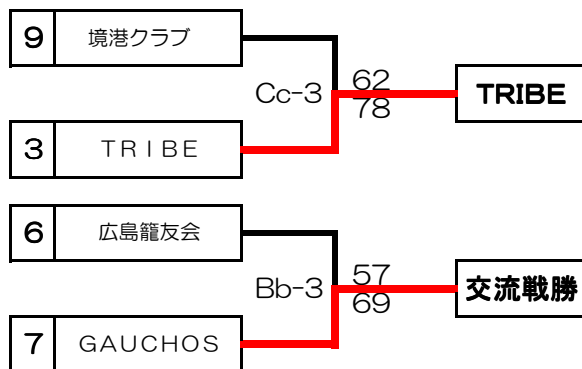 9 境港クラブ
Cc-3 62
78
TRIBE
3 TRIBE
6 広島籠友会
Bb-3 57
69
交流戦勝
7 GAUCHOS